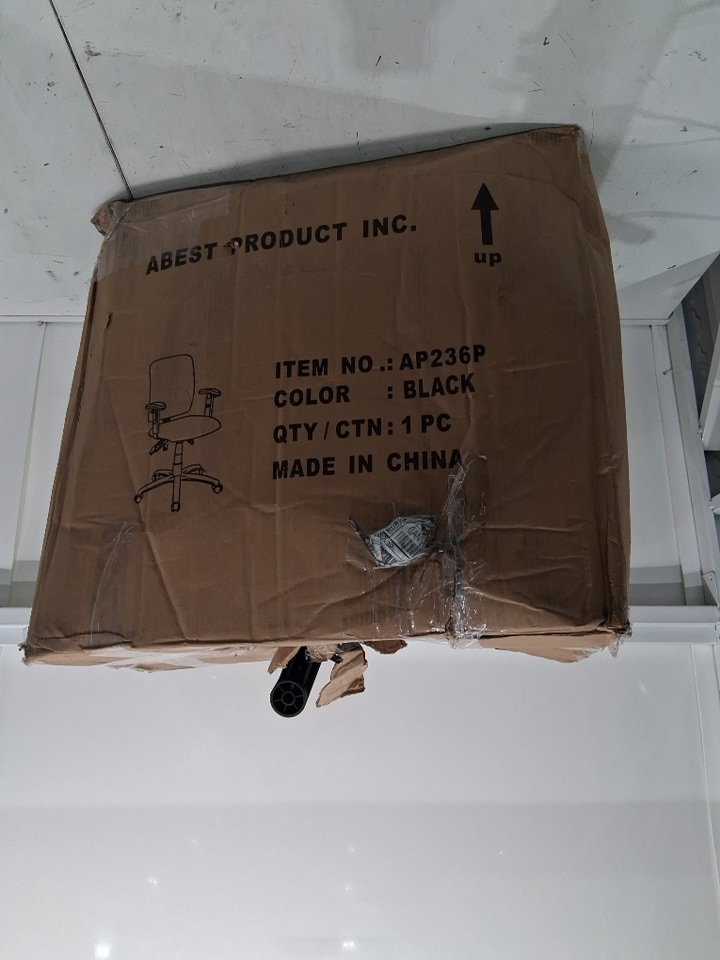 ABEST PRODUCT INC.
up
ITEM NO.: AP236P
COLOR : BLACK
QTY / CTN: 1 PC
MADE IN CHINA